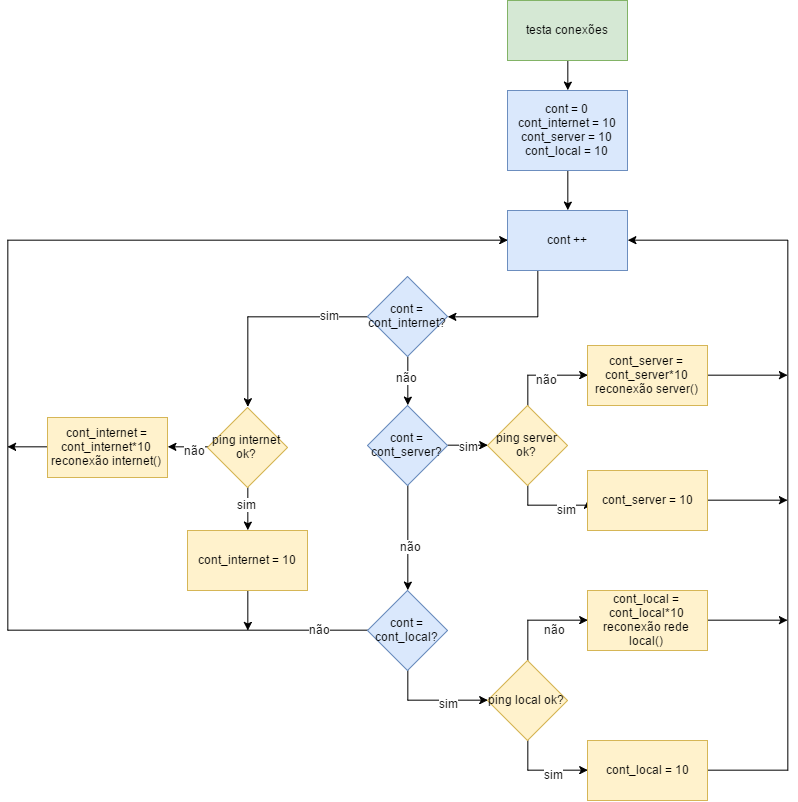 testa conexões
cont = 0
cont_internet = 10
cont_server = 10
cont_local = 10
cont ++
cont =
cont_internet?
sim
não
cont_server =
cont_server*10
reconexão server()
não
ping server
ok?
sim
cont =
cont_server?
ping internet
ok?
não
cont_internet =
cont_internet*10
reconexão internet()
sim
cont_server = 10
sim
não
cont_internet = 10
cont_local =
cont_local*10
reconexão rede
local()
não
cont =
cont_local?
não
sim
ping local ok?
sim
cont_local = 10